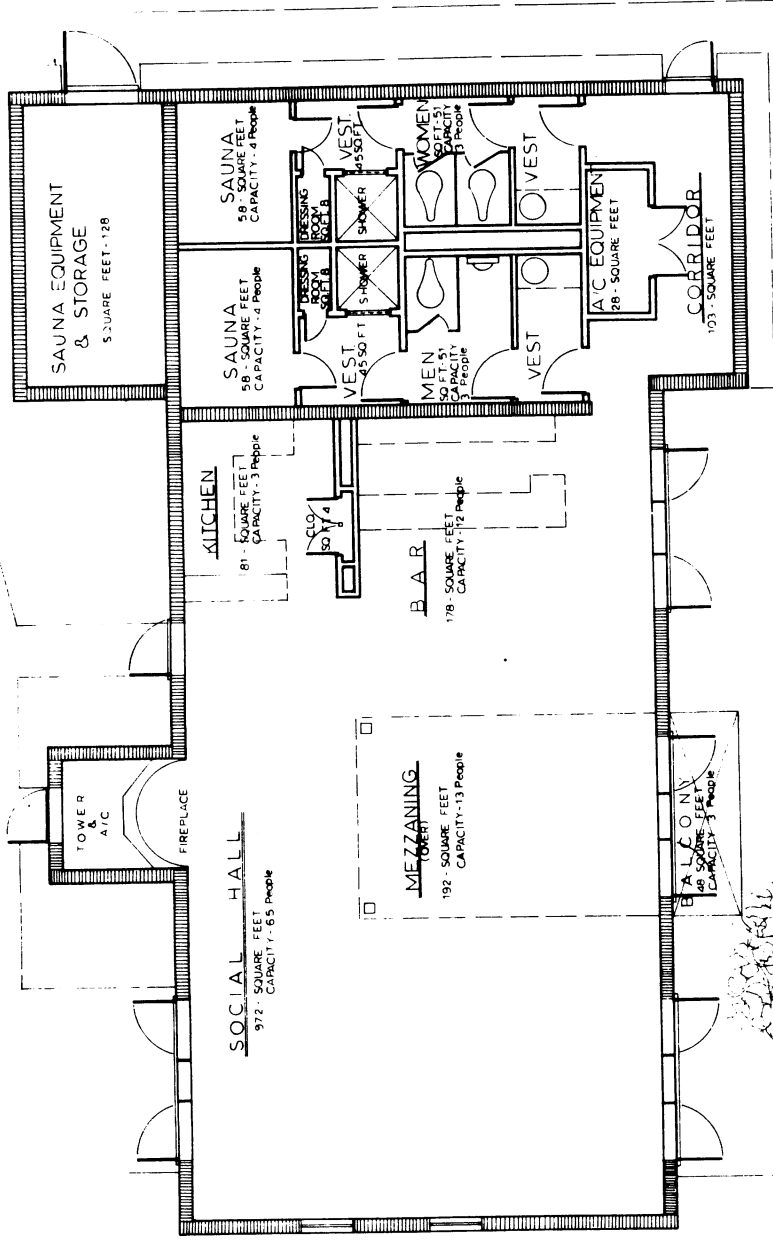 SAUNA EQUIPMENT
& STORAGE
SQUARE FEET - 128
SAUNA
58 - SQUARE FEET
CAPACITY - 4 People
SAUNA
58 - SQUARE FEET
CAPACITY - 4 People
DRESSING
ROOM
SQ.FT. 8
DRESSING
ROOM
SQ.FT. 8
VEST.
45 SQ FT
SHOWER
SHOWER
VEST.
45 SQ FT
WOMEN
SQ FT-51
CAPACITY
3 People
MEN
SQ FT-51
CAPACITY
3 People
VEST
VEST
A/C EQUIPMEN
28 - SQUARE FEET
CORRIDOR
103 - SQUARE FEET
KITCHEN
81 - SQUARE FEET
CAPACITY - 3 People
CLO
SQ FT 4
BAR
178 - SQUARE FEET
CAPACITY - 12 People
TOWER
&
A/C
FIREPLACE
SOCIAL HALL
972 - SQUARE FEET
CAPACITY - 65 People
MEZZANING
(OVER)
192 - SQUARE FEET
CAPACITY - 13 People
BALCONY
48 SQUARE FEET
CAPACITY - 3 People